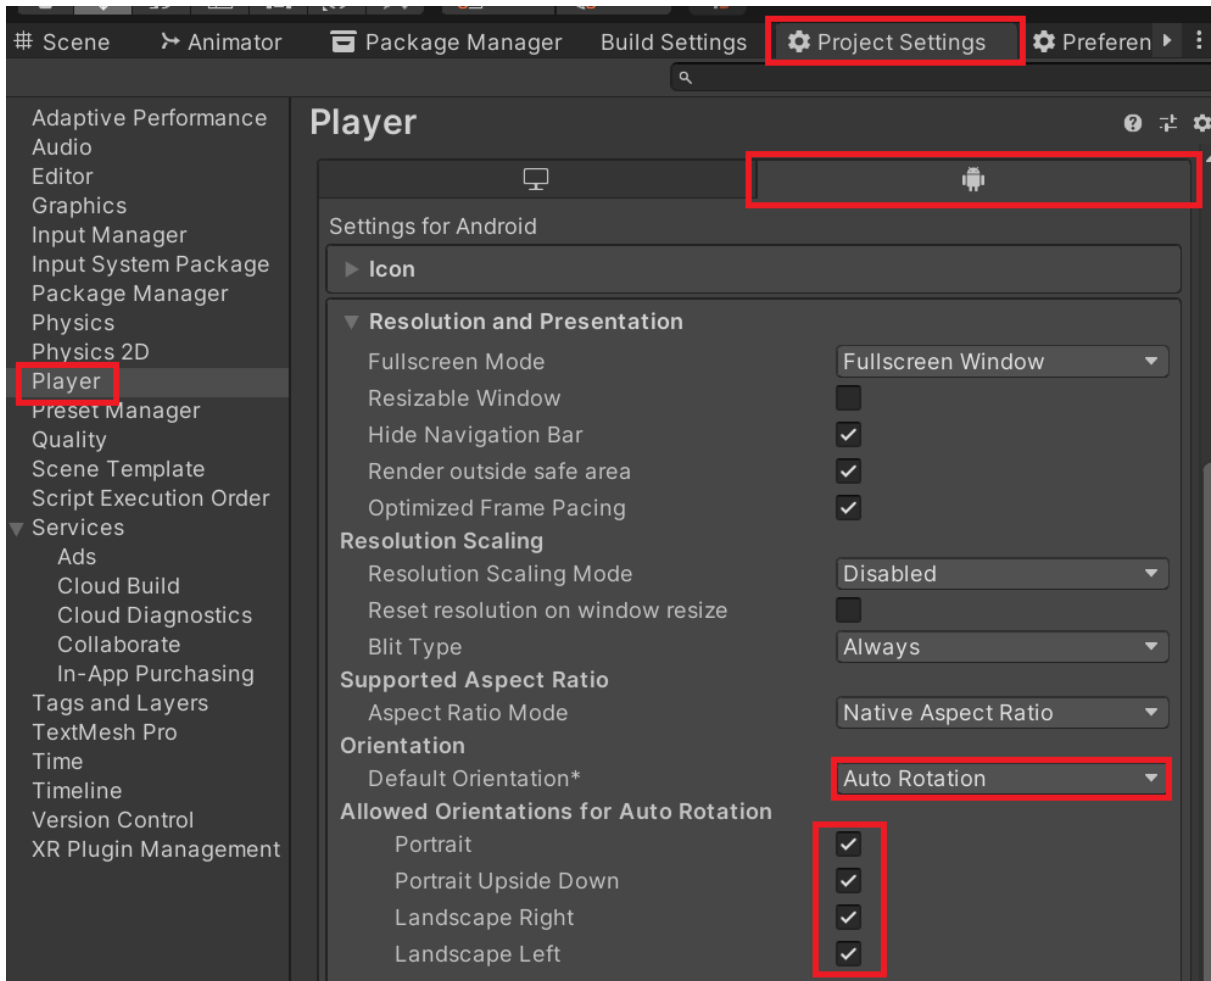 Scene Animator Package Manager Build Settings Project Settings Preferen
Adaptive Performance
Audio
Editor
Graphics
Input Manager
Input System Package
Package Manager
Physics
Physics 2D
Player
Preset Manager
Quality
Scene Template
Script Execution Order
Services
Ads
Cloud Build
Cloud Diagnostics
Collaborate
In-App Purchasing
Tags and Layers
TextMesh Pro
Time
Timeline
Version Control
XR Plugin Management
Player
Settings for Android
Icon
Resolution and Presentation
Fullscreen Mode Fullscreen Window
Resizable Window
Hide Navigation Bar
Render outside safe area
Optimized Frame Pacing
Resolution Scaling
Resolution Scaling Mode Disabled
Reset resolution on window resize
Blit Type Always
Supported Aspect Ratio
Aspect Ratio Mode Native Aspect Ratio
Orientation
Default Orientation* Auto Rotation
Allowed Orientations for Auto Rotation
Portrait
Portrait Upside Down
Landscape Right
Landscape Left